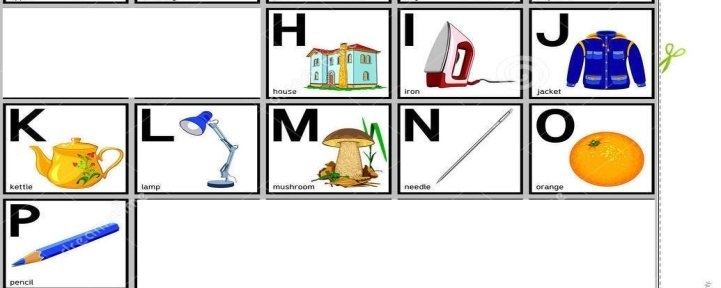 H
house
I
iron
J
jacket
K
kettle
L
lamp
M
mushroom
N
needle
O
orange
P
pencil